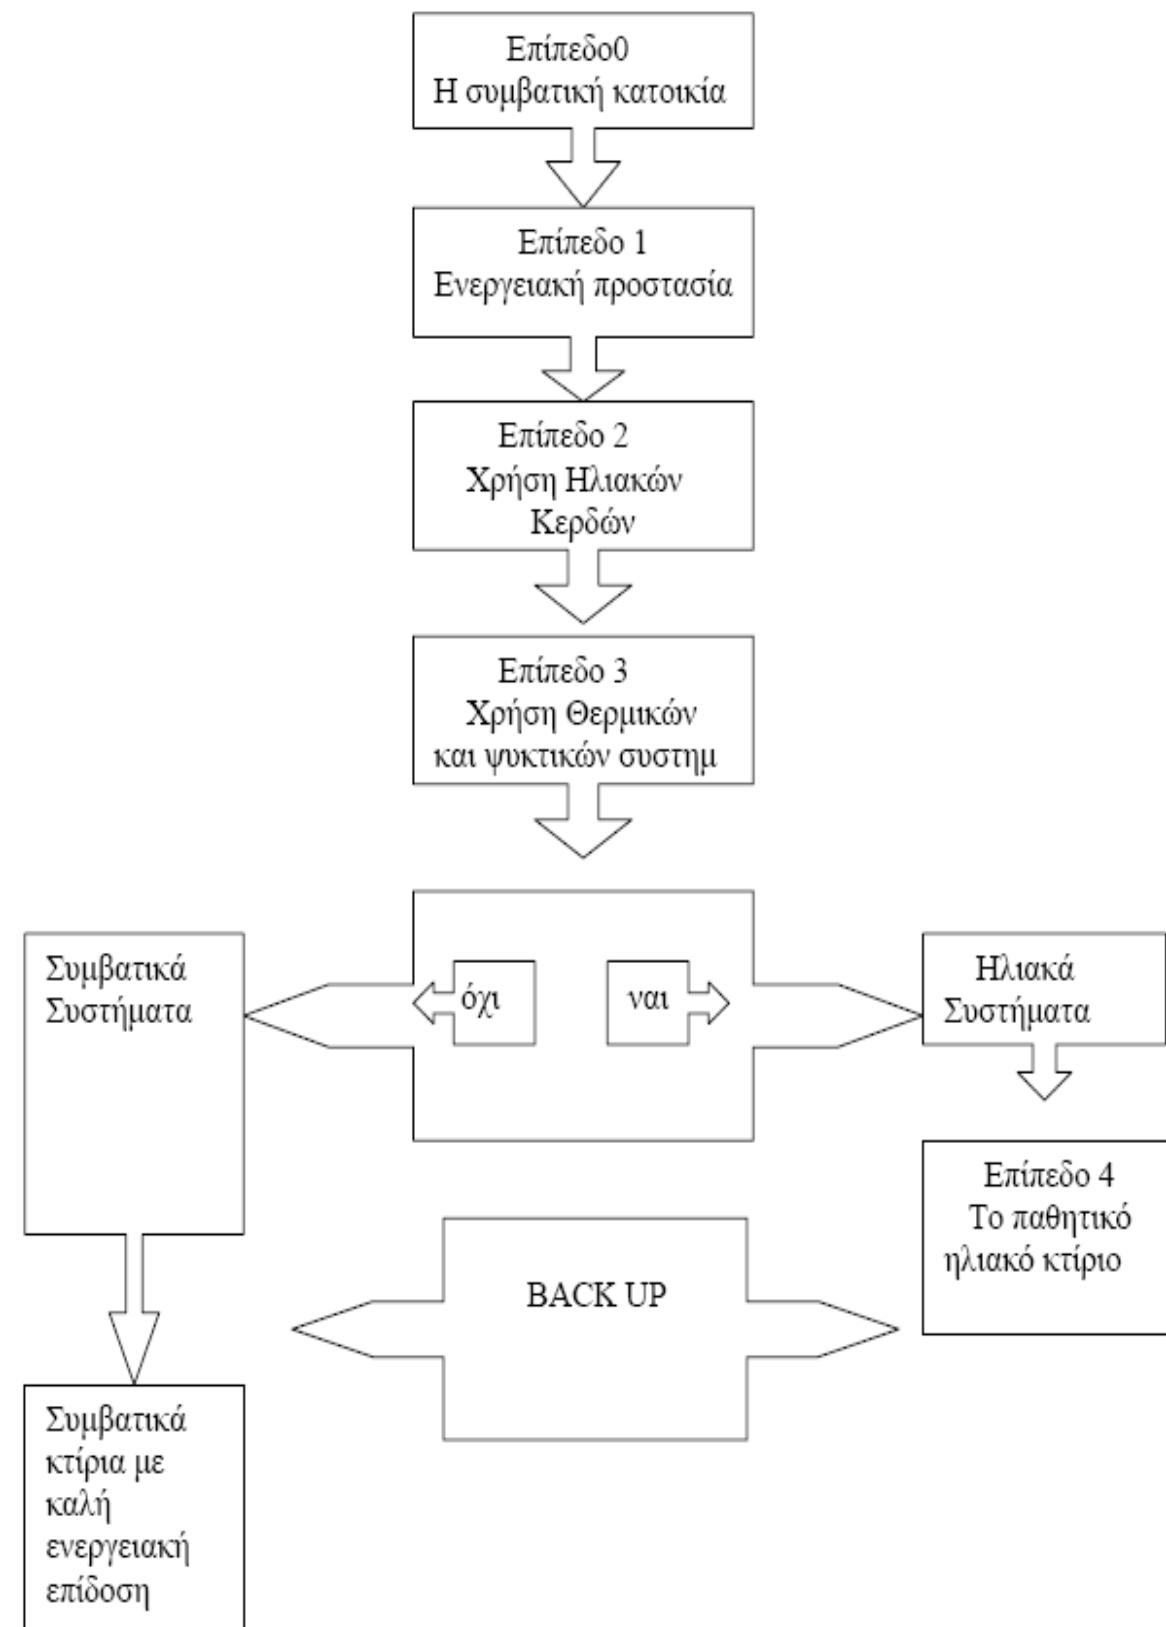 Επίπεδο0
Η συμβατική κατοικία
Επίπεδο 1
Ενεργειακή προστασία
Επίπεδο 2
Χρήση Ηλιακών
Κερδών
Επίπεδο 3
Χρήση Θερμικών
και ψυκτικών συστημ
Συμβατικά
Συστήματα
όχι
ναι
Ηλιακά
Συστήματα
Επίπεδο 4
Το παθητικό
ηλιακό κτίριο
BACK UP
Συμβατικά
κτίρια με
καλή
ενεργειακή
επίδοση